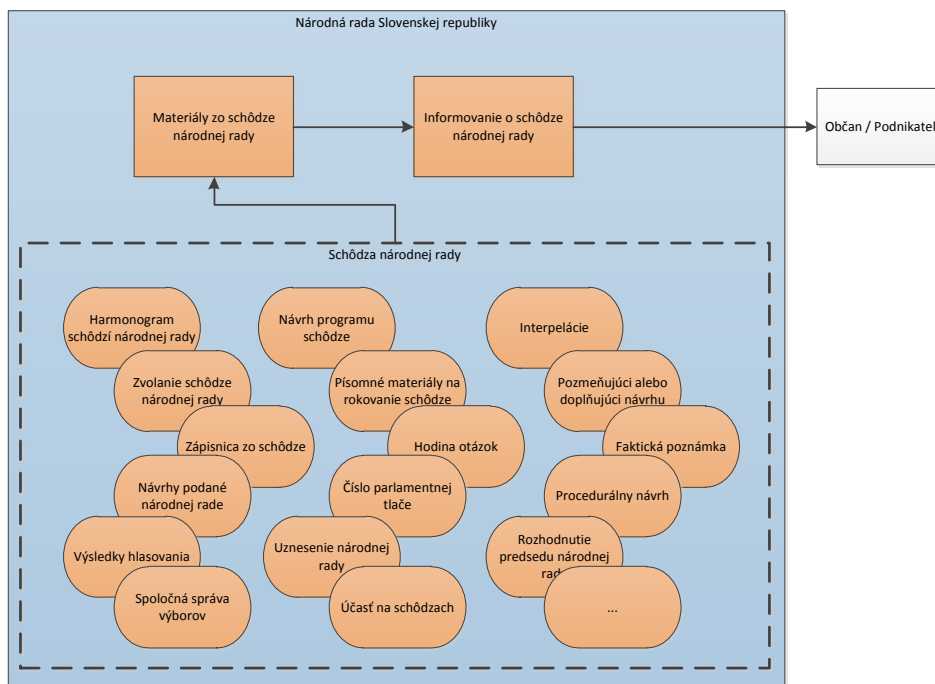 Národná rada Slovenskej republiky
Materiály zo schôdze
národnej rady
Informovanie o schôdze
národnej rady
Občan / Podnikateľ
Schôdza národnej rady
Harmonogram
schôdzí národnej rady
Návrh programu
schôdze
Interpelácie
Zvolanie schôdze
národnej rady
Písomné materiály na
rokovanie schôdze
Pozmeňujúci alebo
doplňujúci návrhu
Zápisnica zo schôdze
Hodina otázok
Faktická poznámka
Návrhy podané
národnej rade
Číslo parlamentnej
tlače
Procedurálny návrh
Výsledky hlasovania
Uznesenie národnej
rady
Rozhodnutie
predsedu národnej
rady
Spoločná správa
výborov
Účasť na schôdzach
...